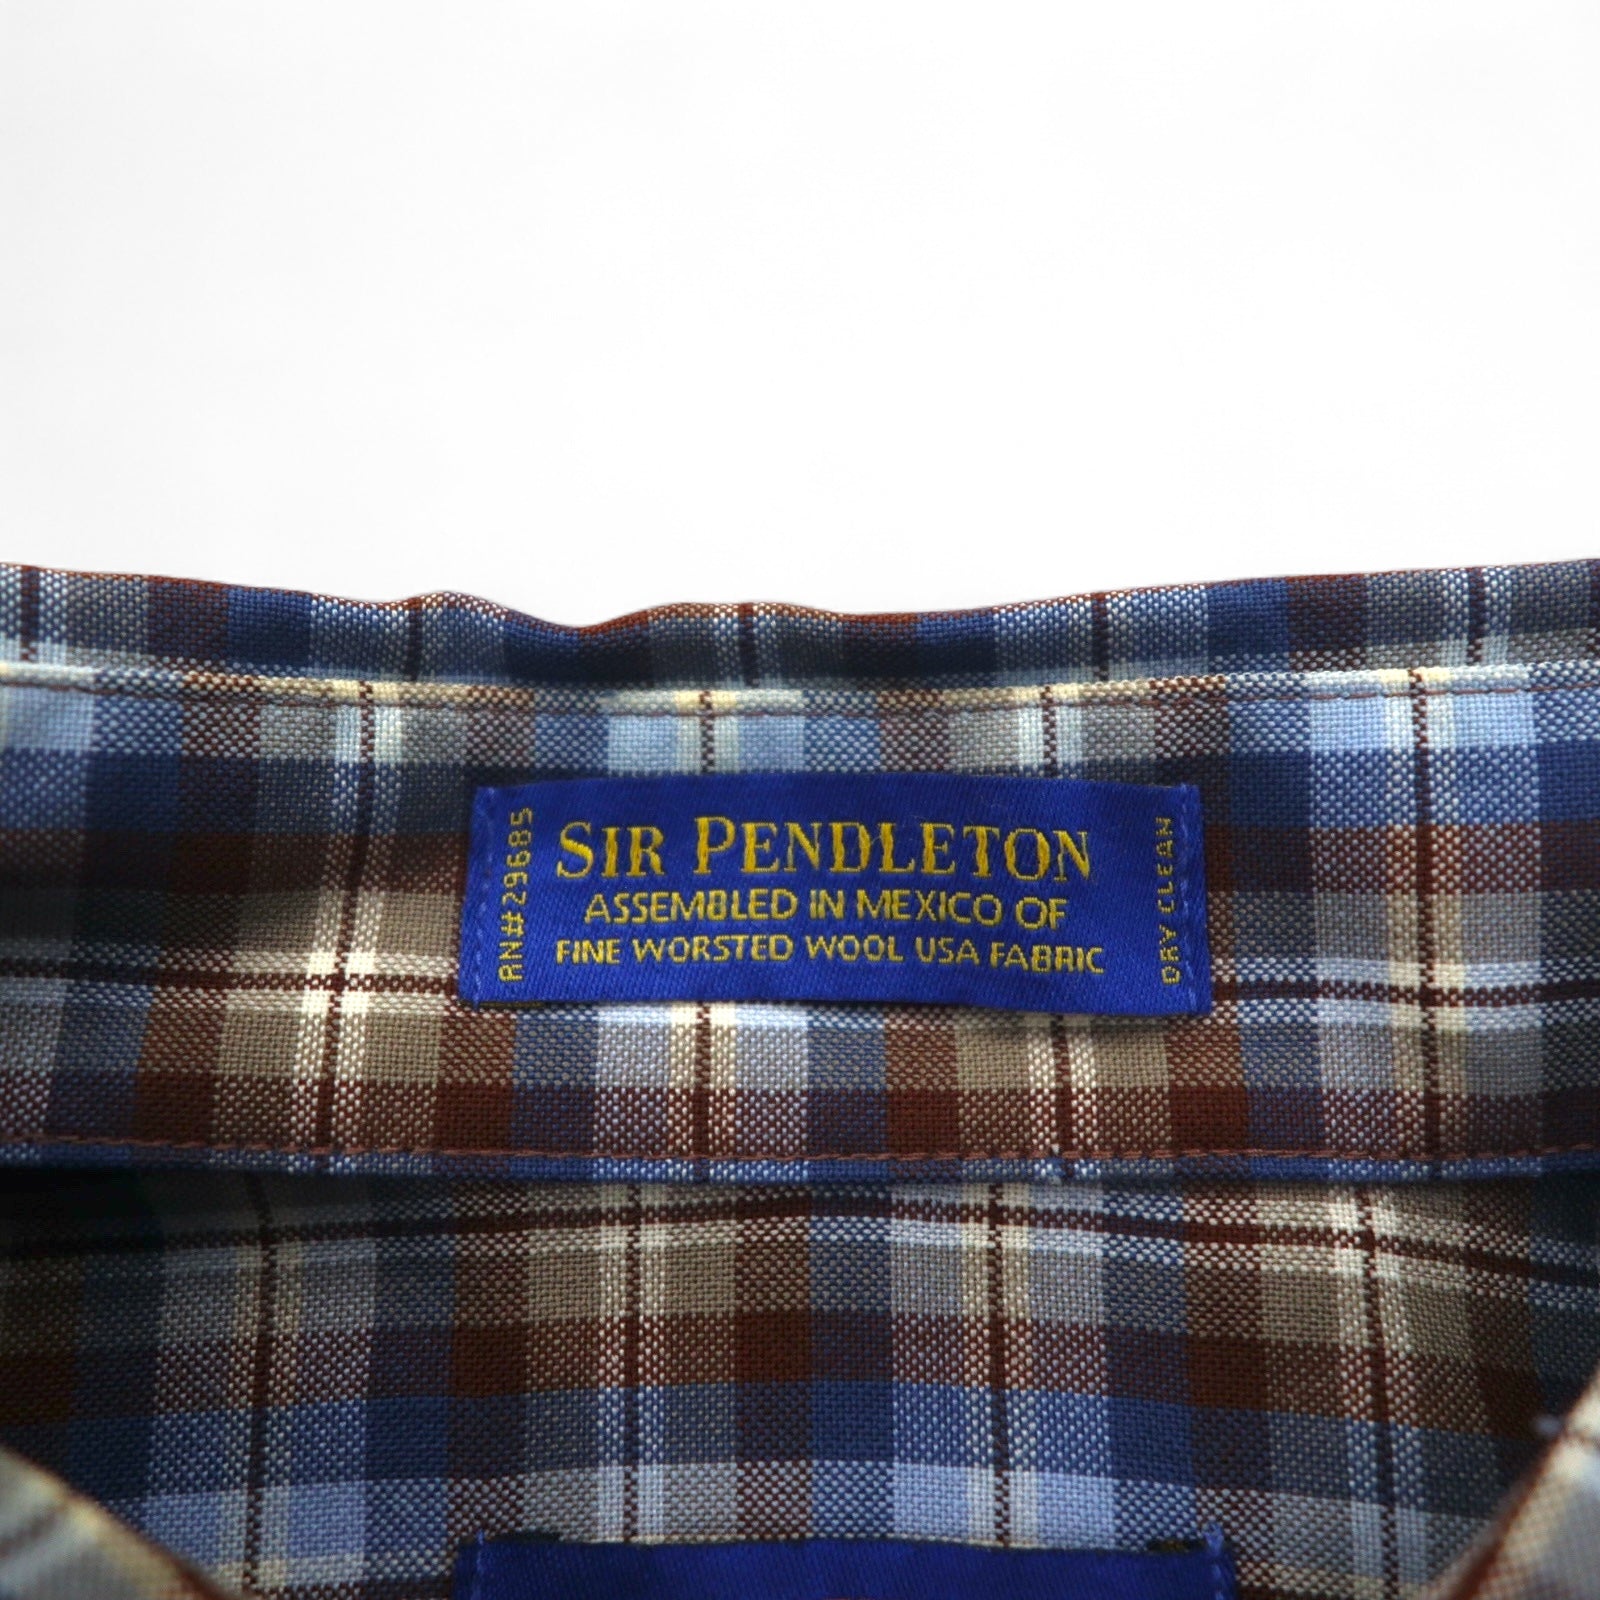 RN#29685
SIR PENDLETON
ASSEMBLED IN MEXICO OF
FINE WORSTED WOOL USA FABRIC
DRY CLEAN